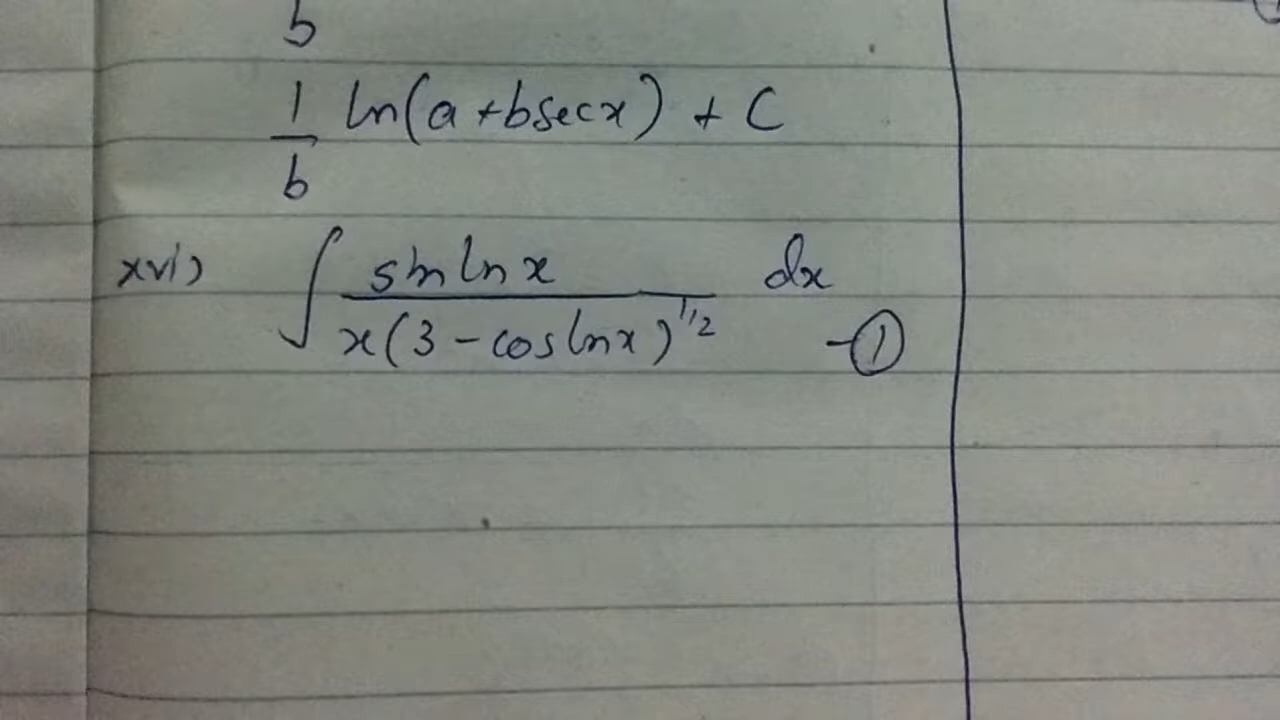 b
1/b ln(a+bsecx) + C
xvi) ∫ sin ln x / x(3 - cos ln x)^1/2 dx -①